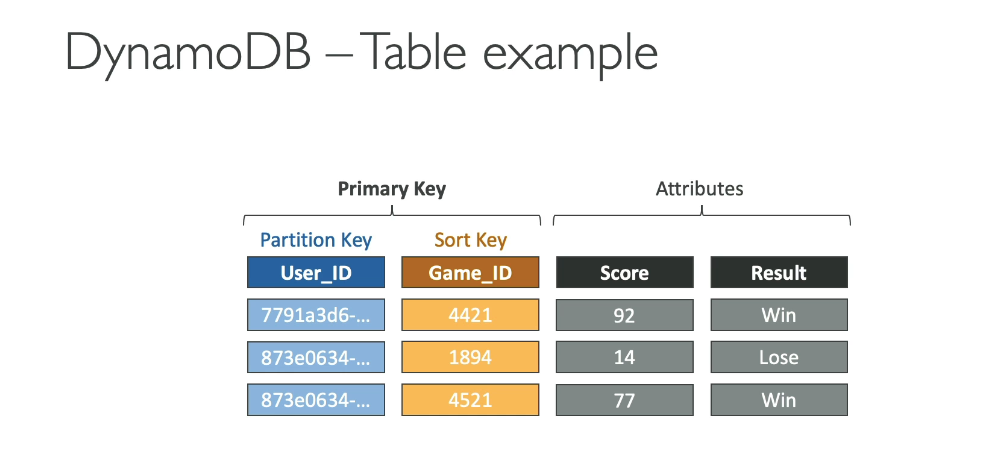 DynamoDB – Table example
Primary Key Attributes
Partition Key Sort Key
User_ID Game_ID Score Result
7791a3d6-... 4421 92 Win
873e0634-... 1894 14 Lose
873e0634-... 4521 77 Win